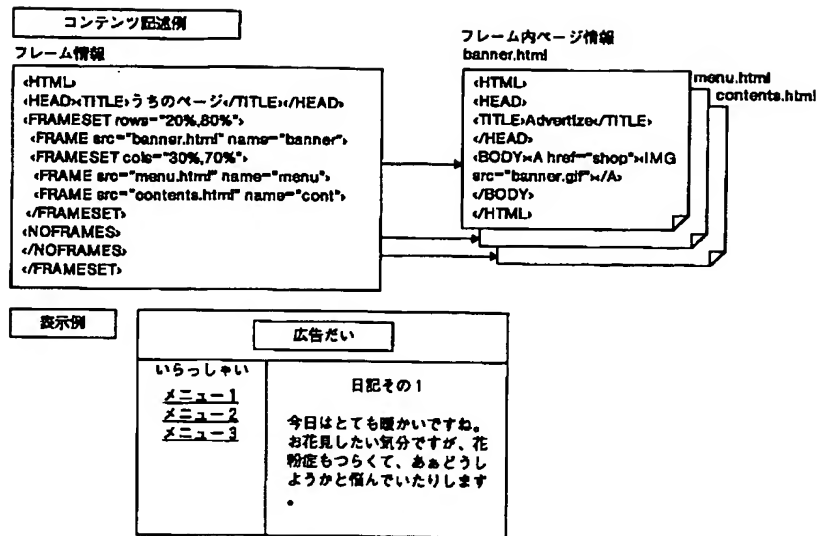 コンテンツ記述例
フレーム情報
<HTML>
<HEAD><TITLE>うちのページ</TITLE></HEAD>
<FRAMESET rows="20%,80%">
<FRAME src="banner.html" name="banner">
<FRAMESET cols="30%,70%">
<FRAME src="menu.html" name="menu">
<FRAME src="contents.html" name="cont">
</FRAMESET>
<NOFRAMES>
</NOFRAMES>
</FRAMESET>
フレーム内ページ情報
banner.html
menu.html
contents.html
<HTML>
<HEAD>
<TITLE>Advertize</TITLE>
</HEAD>
<BODY><A href="shop"><IMG
src="banner.gif"></A>
</BODY>
</HTML>
表示例
広告だい
いらっしゃい
メニュー1
メニュー2
メニュー3
日記その1
今日はとても暖かいですね。
お花見したい気分ですが、花
粉症もつらくて、あぁどうし
ようかと悩んでいたりします
。